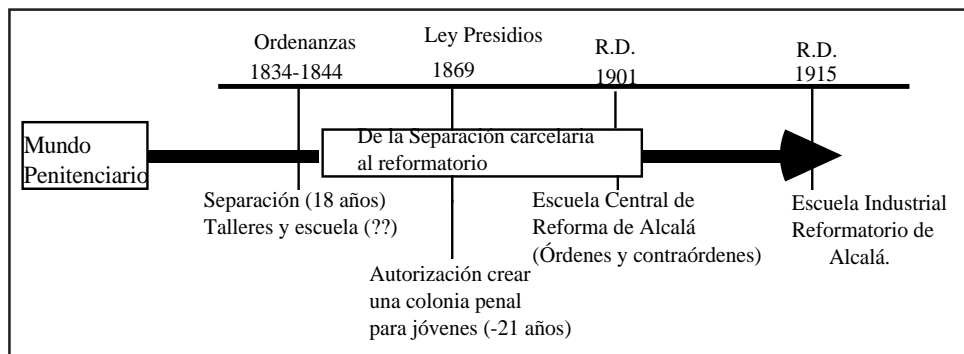 Ordenanzas
1834-1844
Ley Presidios
1869
R.D.
1901
R.D.
1915
Mundo
Penitenciario
De la Separación carcelaria
al reformatorio
Separación (18 años)
Talleres y escuela (??)
Autorización crear
una colonia penal
para jóvenes (-21 años)
Escuela Central de
Reforma de Alcalá
(Órdenes y contraórdenes)
Escuela Industrial
Reformatorio de
Alcalá.